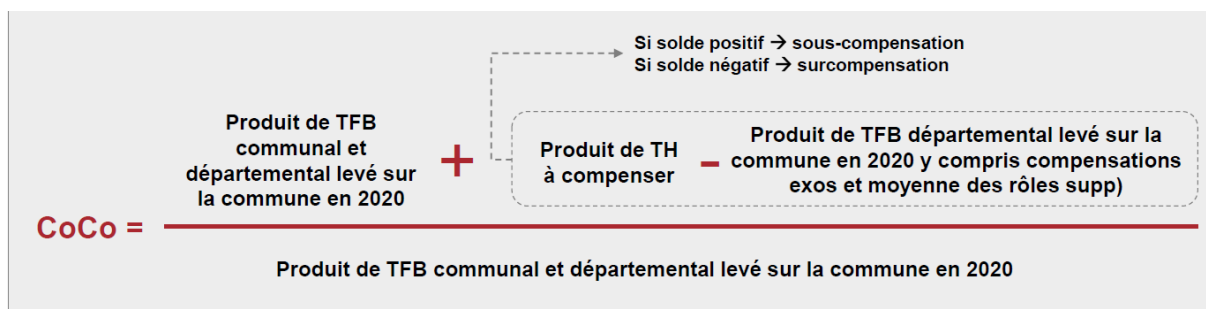 Si solde positif → sous-compensation
Si solde négatif → surcompensation
Produit de TFB
communal et
départemental levé sur
la commune en 2020
+
Produit de TH
à compenser
–
Produit de TFB départemental levé sur la
commune en 2020 y compris compensations
exos et moyenne des rôles supp)
CoCo =
Produit de TFB communal et départemental levé sur la commune en 2020